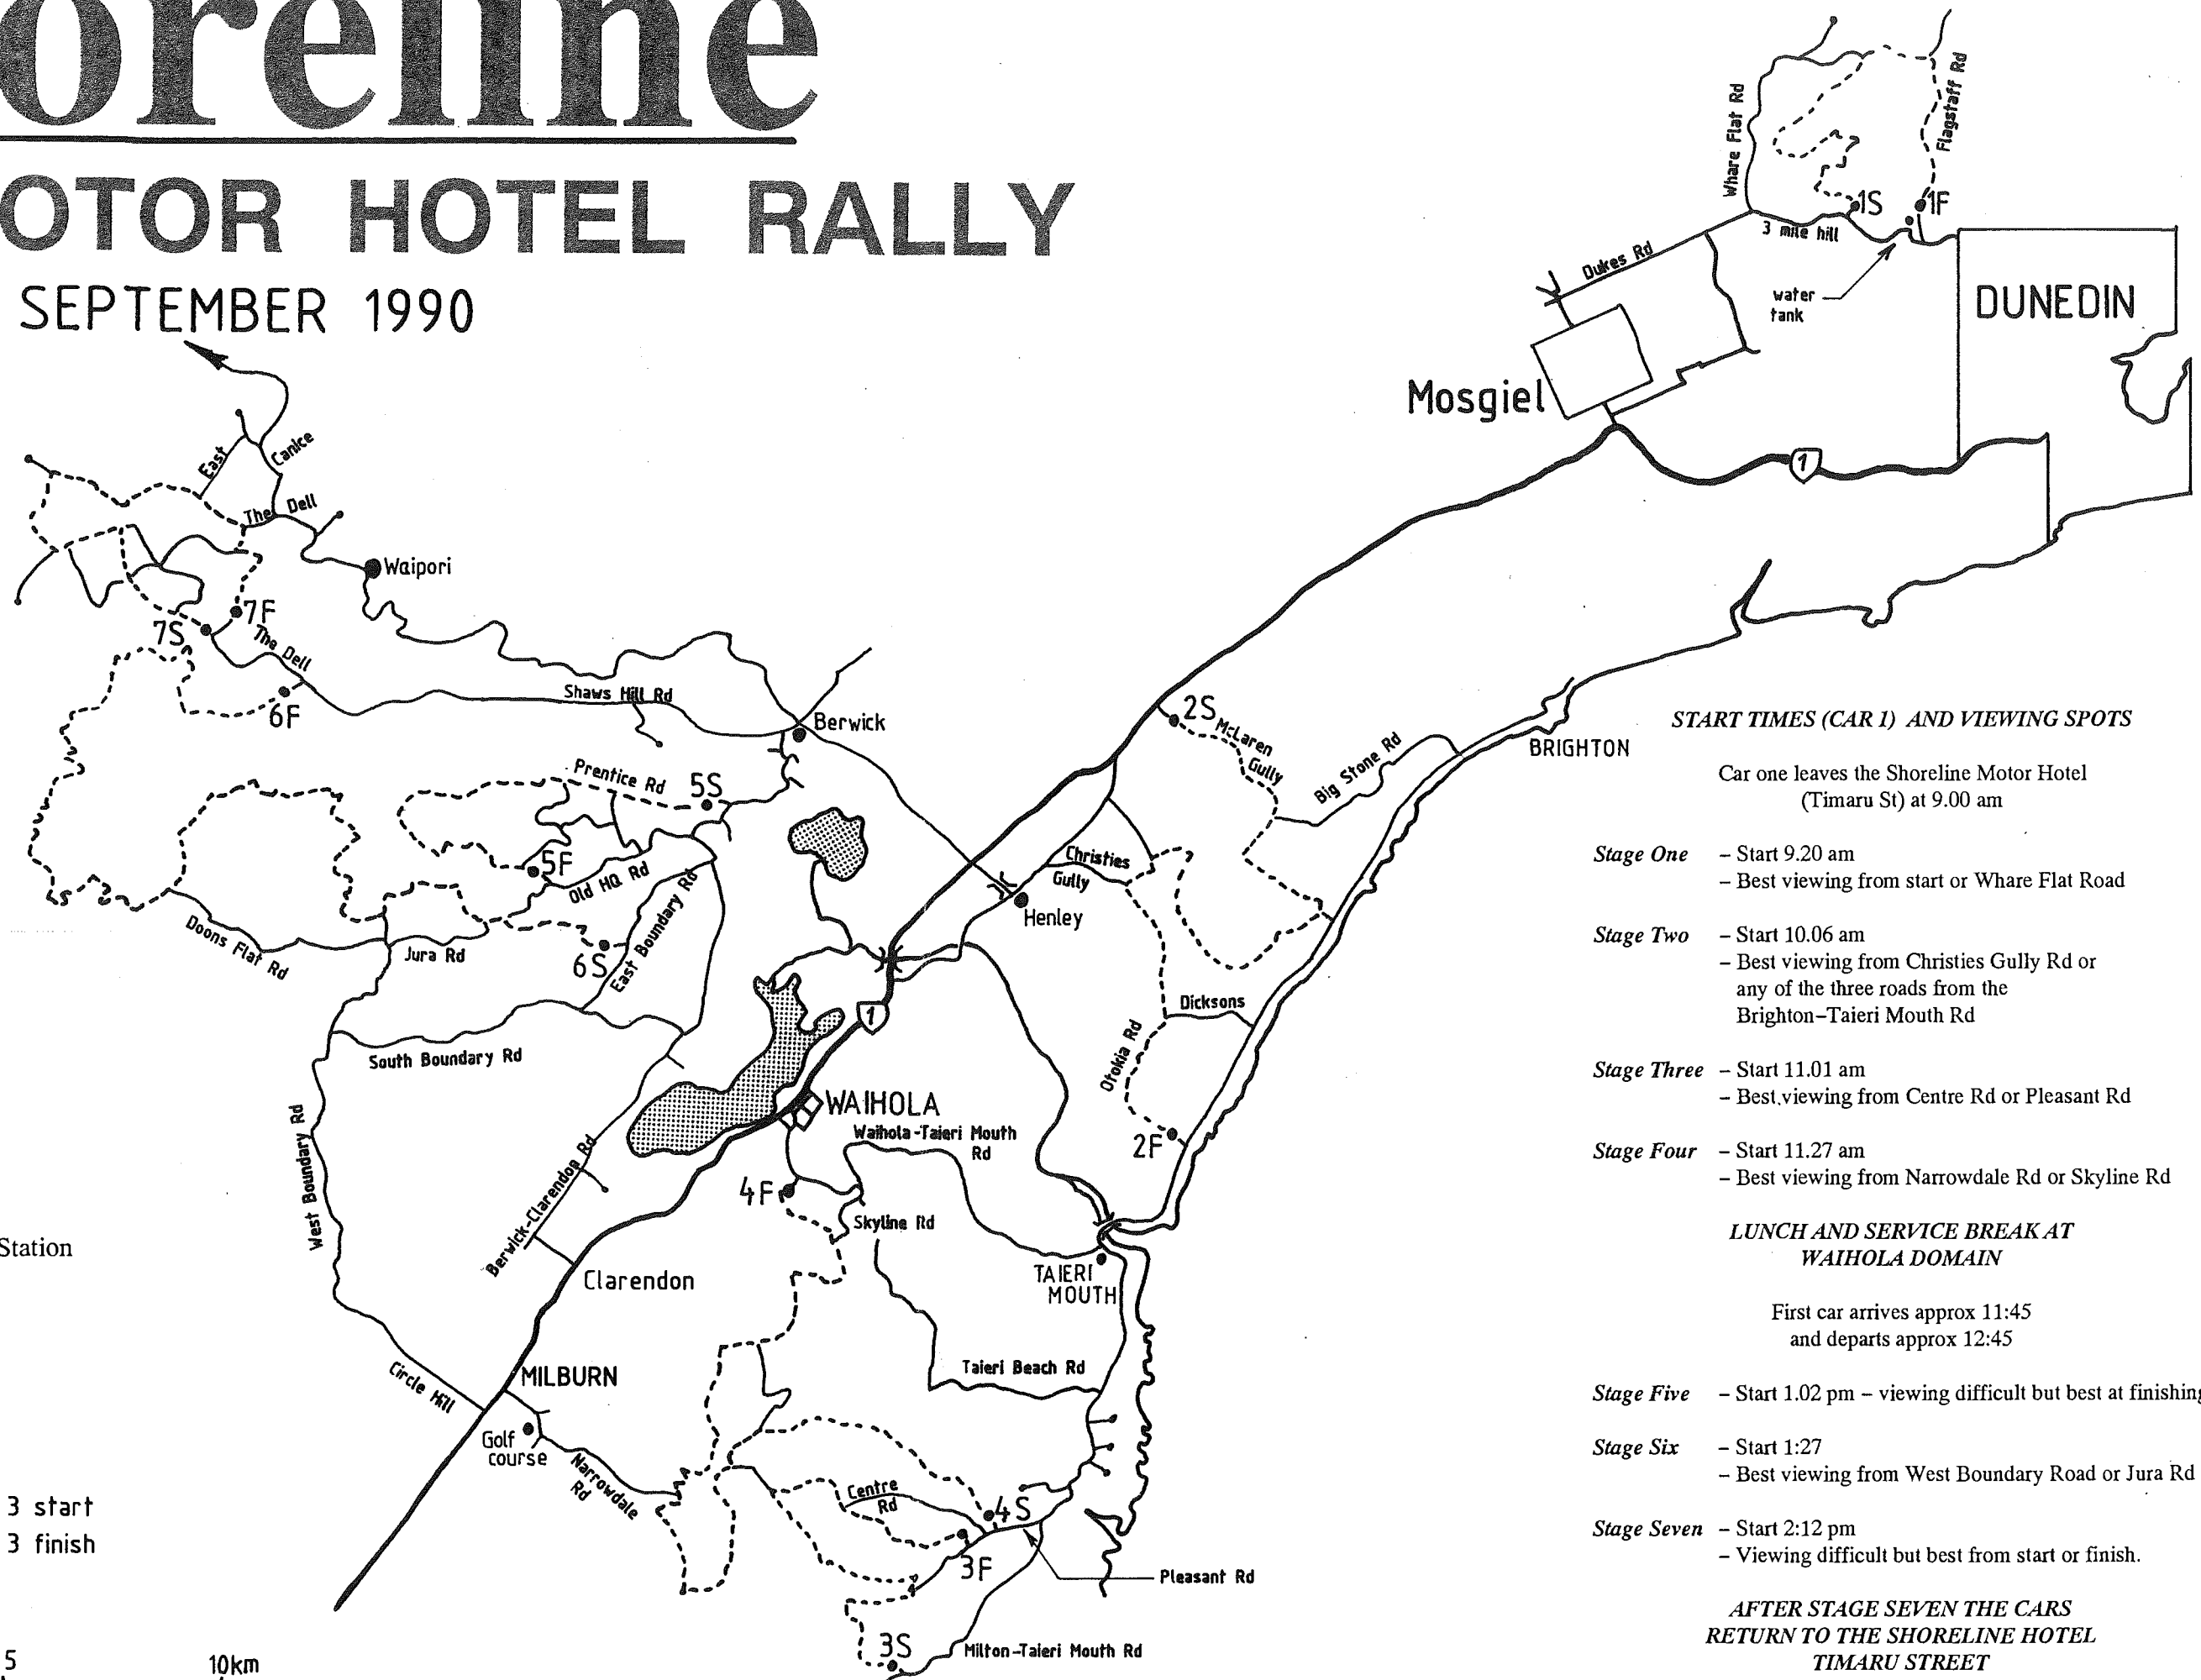 oreline
OTOR HOTEL RALLY
SEPTEMBER 1990
Whare Flat Rd
Flagstaff Rd
1S
1F
3 mile hill
Dukes Rd
water
tank
DUNEDIN
Mosgiel
1
East
Canice
The Dell
Waipori
7F
7S
The Dell
6F
Shaws Hill Rd
Berwick
2S
McLaren
Gully
Big Stone Rd
BRIGHTON
Prentice Rd
5S
5F
Old HQ Rd
Christies
Gully
Henley
East Boundary Rd
Doons Flat Rd
Jura Rd
6S
Dicksons
1
Otokia Rd
South Boundary Rd
WAIHOLA
Waihola-Taieri Mouth
Rd
2F
West Boundary Rd
Berwick-Clarendon Rd
4F
Skyline Rd
Station
Clarendon
TAIERI
MOUTH
Circle Hill
MILBURN
Taieri Beach Rd
Golf
course
Narrowdale
Rd
Centre
Rd
4S
3 start
3 finish
3F
Pleasant Rd
3S
Milton-Taieri Mouth Rd
5
10km
START TIMES (CAR 1) AND VIEWING SPOTS
Car one leaves the Shoreline Motor Hotel
(Timaru St) at 9.00 am
Stage One – Start 9.20 am
– Best viewing from start or Whare Flat Road
Stage Two – Start 10.06 am
– Best viewing from Christies Gully Rd or
any of the three roads from the
Brighton–Taieri Mouth Rd
Stage Three – Start 11.01 am
– Best viewing from Centre Rd or Pleasant Rd
Stage Four – Start 11.27 am
– Best viewing from Narrowdale Rd or Skyline Rd
LUNCH AND SERVICE BREAK AT
WAIHOLA DOMAIN
First car arrives approx 11:45
and departs approx 12:45
Stage Five – Start 1.02 pm – viewing difficult but best at finishing
Stage Six – Start 1:27
– Best viewing from West Boundary Road or Jura Rd
Stage Seven – Start 2:12 pm
– Viewing difficult but best from start or finish.
AFTER STAGE SEVEN THE CARS
RETURN TO THE SHORELINE HOTEL
TIMARU STREET